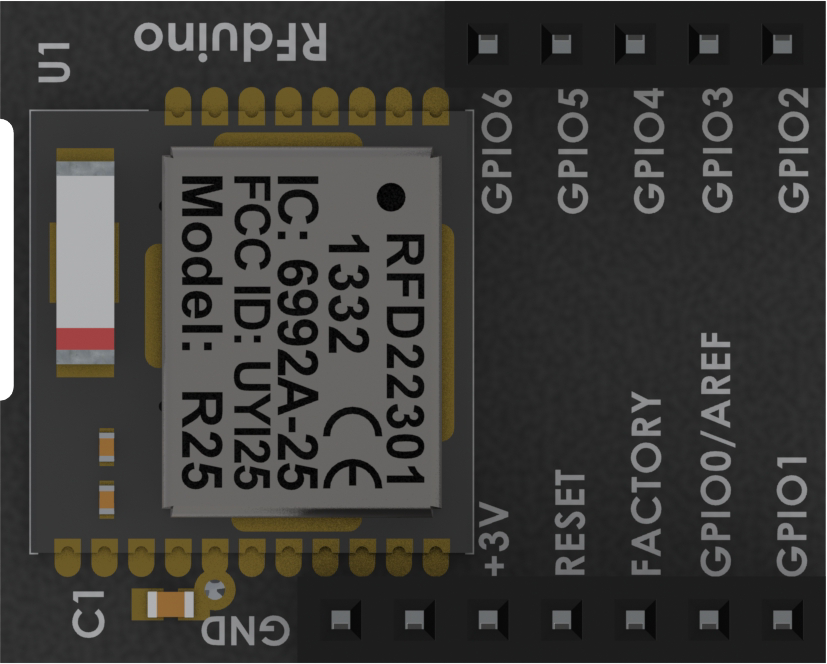 RFduino
U1
GPIO6
GPIO5
GPIO4
GPIO3
GPIO2
RFD22301
1332
CE
IC: 6992A-25
FCC ID: UYI25
Model: R25
+3V
RESET
FACTORY
GPIO0/AREF
GPIO1
C1
GND